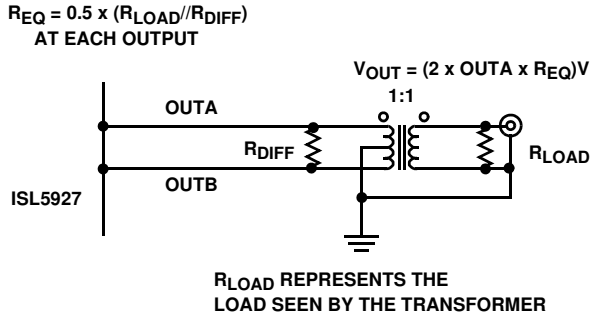 REQ = 0.5 x (RLOAD//RDIFF)
AT EACH OUTPUT
VOUT = (2 x OUTA x REQ)V
1:1
OUTA
RDIFF
RLOAD
OUTB
ISL5927
RLOAD REPRESENTS THE
LOAD SEEN BY THE TRANSFORMER